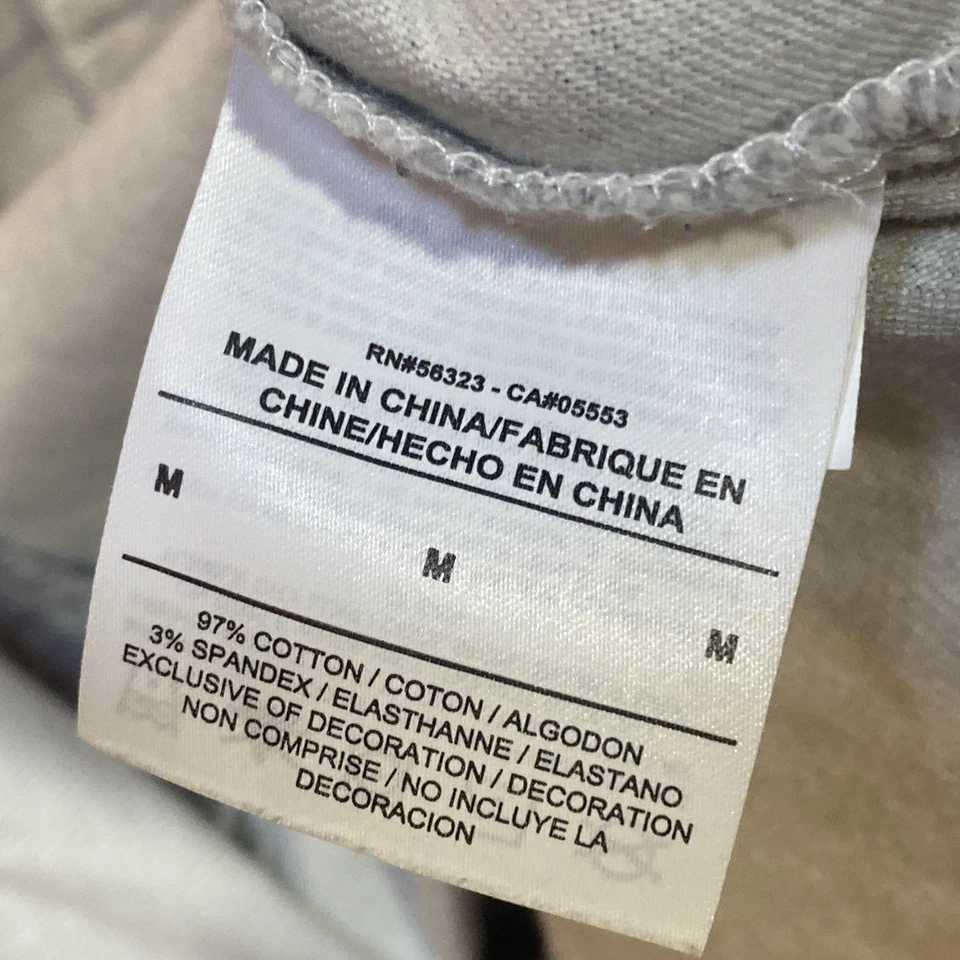 RN#56323 - CA#05553
MADE IN CHINA/FABRIQUE EN
CHINE/HECHO EN CHINA
M
M
M
97% COTTON / COTON / ALGODON
3% SPANDEX / ELASTHANNE / ELASTANO
EXCLUSIVE OF DECORATION / DECORATION
NON COMPRISE / NO INCLUYE LA
DECORACION